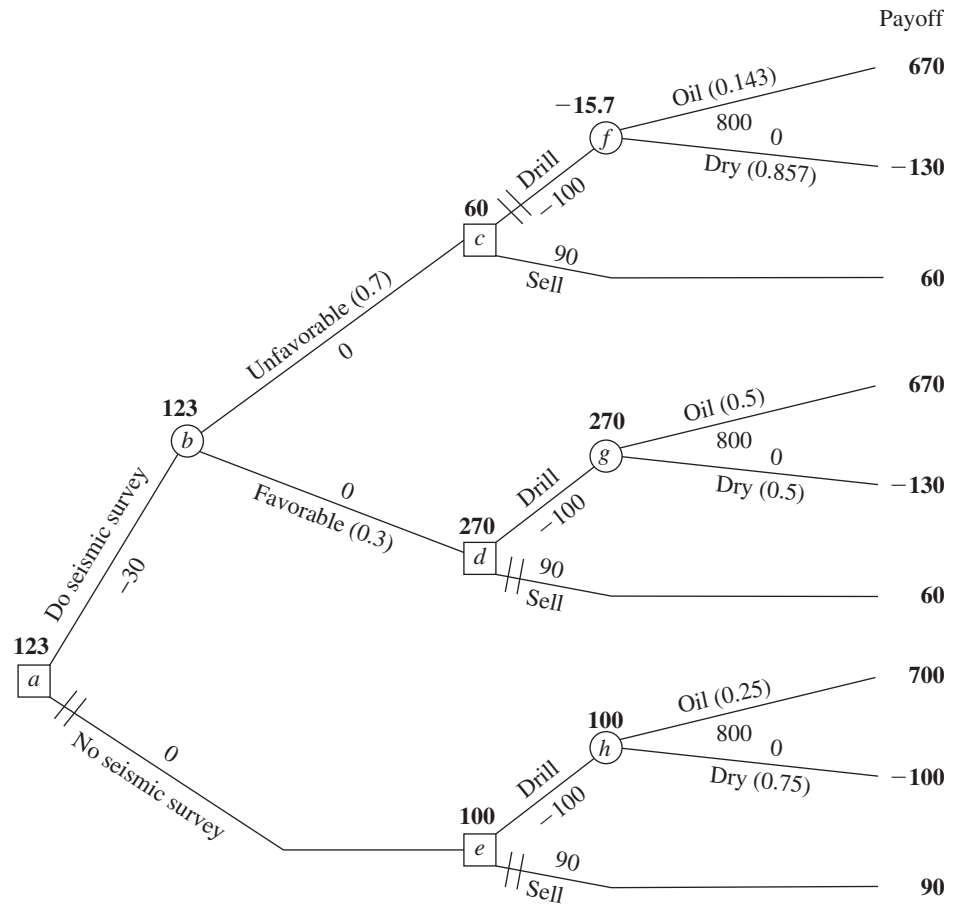 Payoff
670
Oil (0.143)
−15.7
800
0
f
Drill
Dry (0.857)
−130
−100
60
c
90
Sell
60
Unfavorable (0.7)
0
670
Oil (0.5)
123
270
800
0
b
g
Drill
Dry (0.5)
−130
0
Favorable (0.3)
−100
270
d
90
Sell
60
Do seismic survey
−30
123
a
700
Oil (0.25)
100
800
0
h
0
No seismic survey
Drill
Dry (0.75)
−100
−100
100
e
90
Sell
90